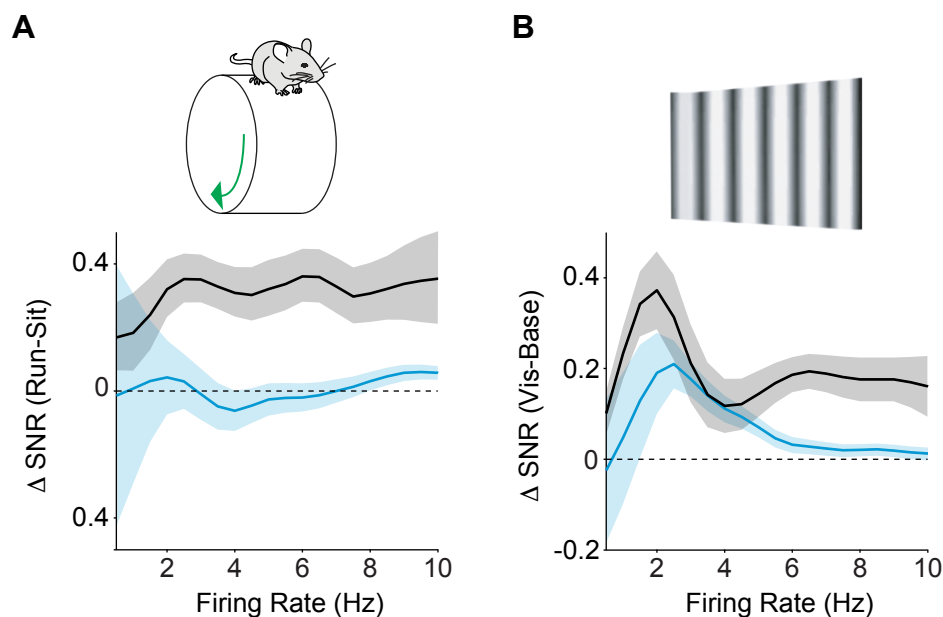 A
B
Δ SNR (Run-Sit)
0.4
0
0.4
2
4
6
8
10
Firing Rate (Hz)
Δ SNR (Vis-Base)
0.4
0.2
0
-0.2
2
4
6
8
10
Firing Rate (Hz)